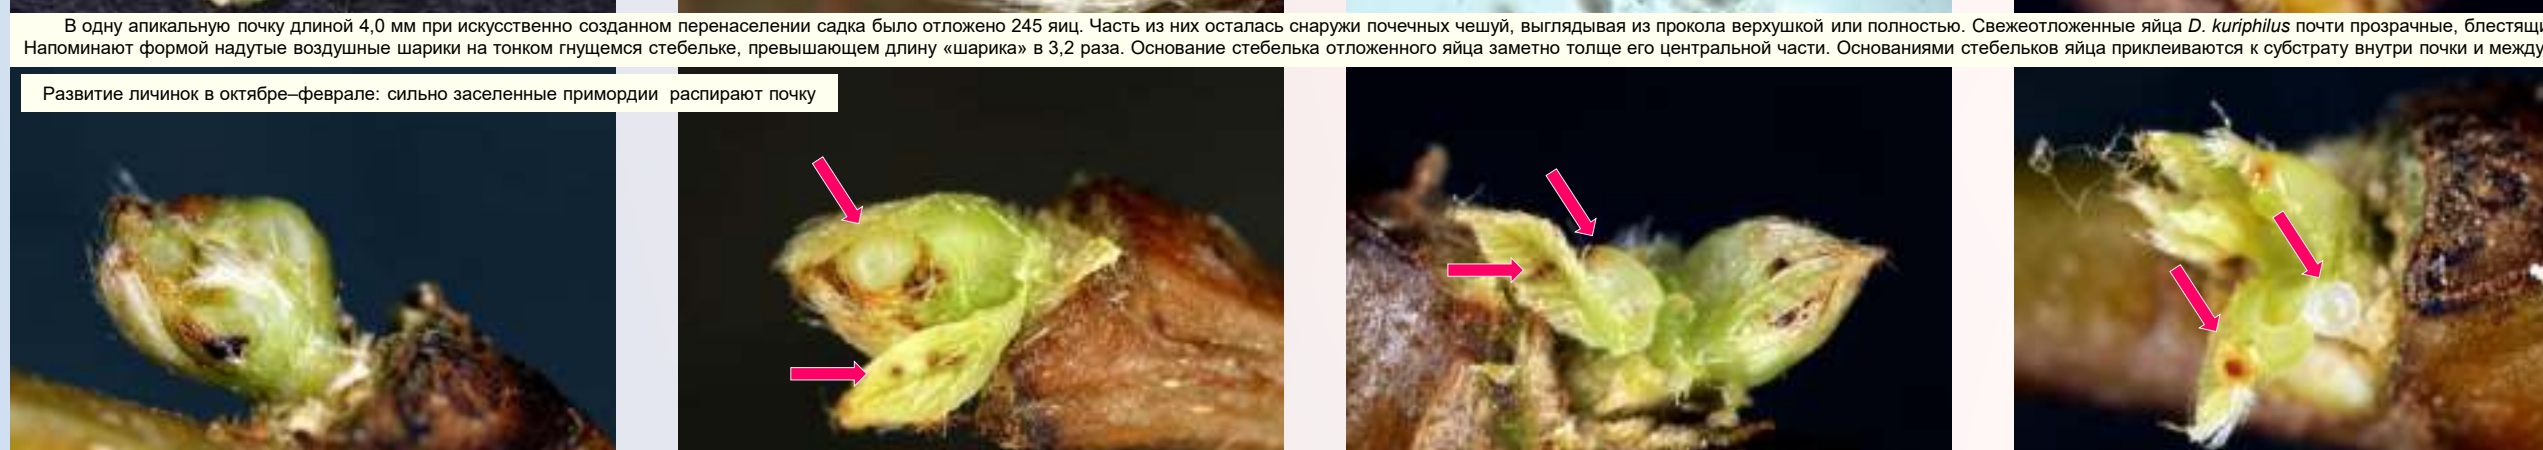 В одну апикальную почку длиной 4,0 мм при искусственно созданном перенаселении садка было отложено 245 яиц. Часть из них осталась снаружи почечных чешуй, выглядывая из прокола верхушкой или полностью. Свежеотложенные яйца D. kuriphilus почти прозрачные, блестящи
Напоминают формой надутые воздушные шарики на тонком гнущемся стебельке, превышающем длину «шарика» в 3,2 раза. Основание стебелька отложенного яйца заметно толще его центральной части. Основаниями стебельков яйца приклеиваются к субстрату внутри почки и между
Развитие личинок в октябре–феврале: сильно заселенные примордии распирают почку